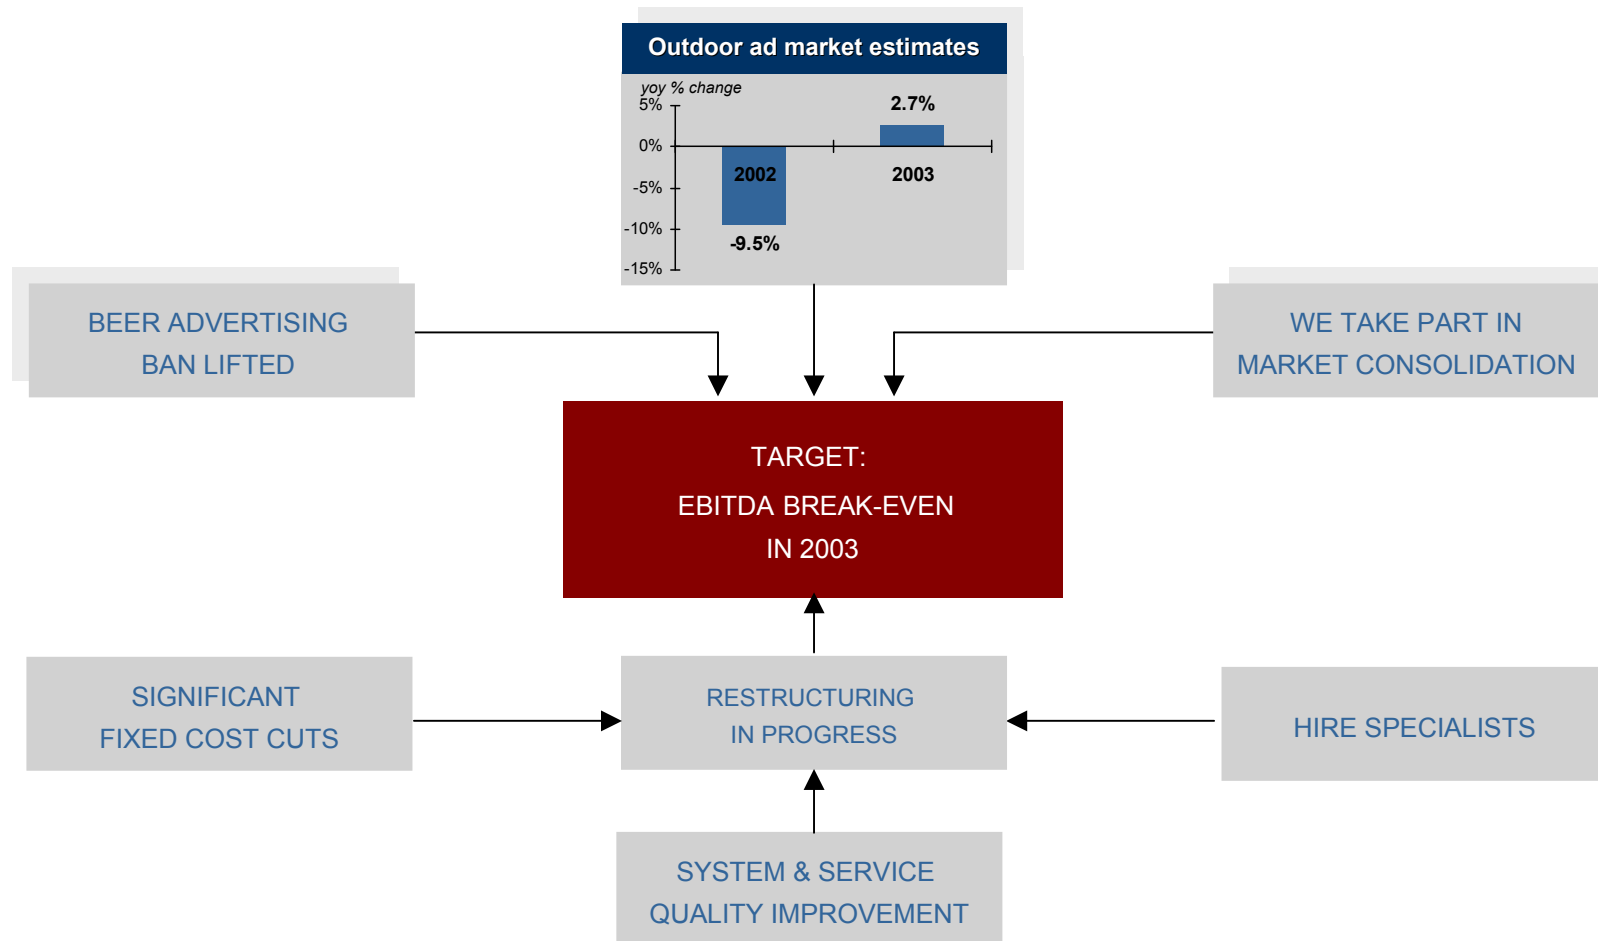 Outdoor ad market estimates
yoy % change
5%
0%
-5%
-10%
-15%
2.7%
2002
2003
-9.5%
BEER ADVERTISING
BAN LIFTED
WE TAKE PART IN
MARKET CONSOLIDATION
TARGET:
EBITDA BREAK-EVEN
IN 2003
SIGNIFICANT
FIXED COST CUTS
RESTRUCTURING
IN PROGRESS
HIRE SPECIALISTS
SYSTEM & SERVICE
QUALITY IMPROVEMENT